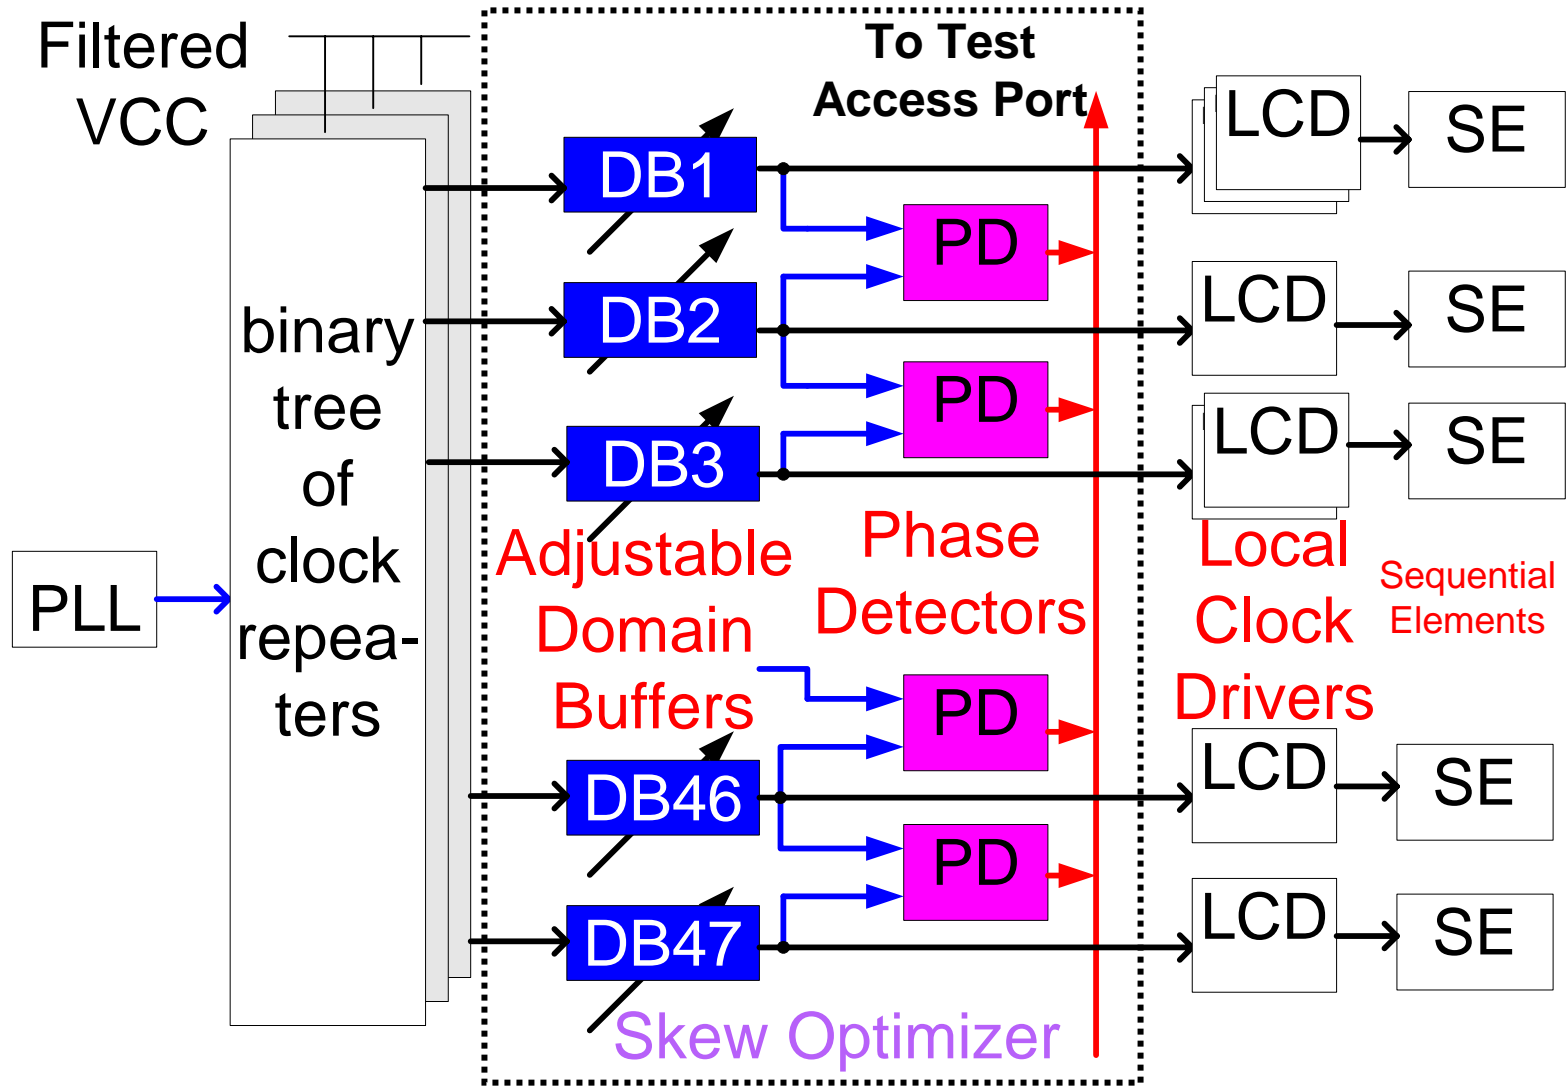 Filtered
VCC
To Test
Access Port
PLL
binary
tree
of
clock
repea-
ters
DB1
DB2
DB3
Adjustable
Domain
Buffers
DB46
DB47
PD
PD
Phase
Detectors
PD
PD
Skew Optimizer
LCD
LCD
LCD
Local
Clock
Drivers
LCD
LCD
SE
SE
SE
Sequential
Elements
SE
SE